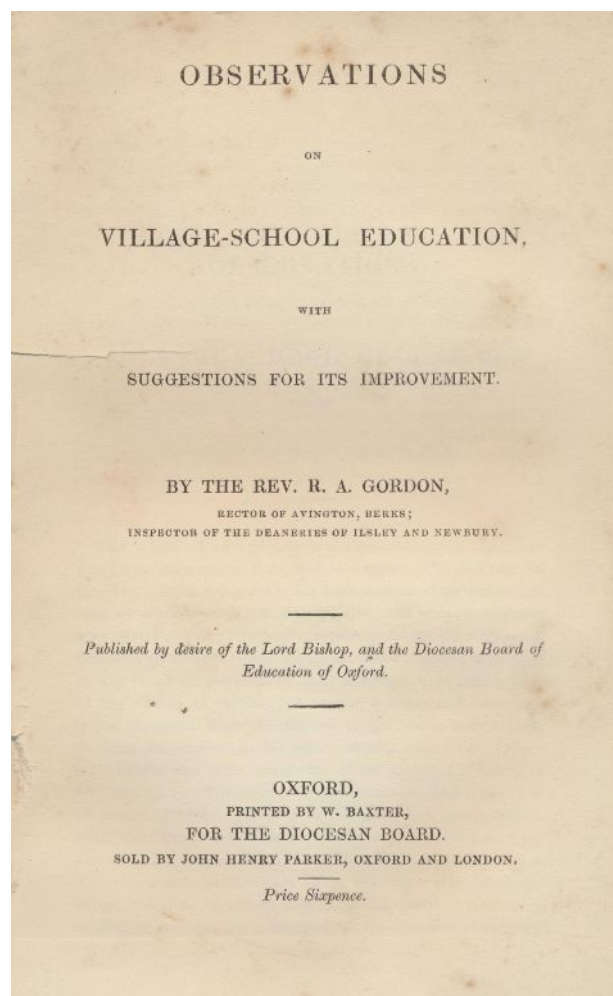 OBSERVATIONS
ON
VILLAGE-SCHOOL EDUCATION,
WITH
SUGGESTIONS FOR ITS IMPROVEMENT.
BY THE REV. R. A. GORDON,
RECTOR OF AVINGTON, BERKS;
INSPECTOR OF THE DEANERIES OF ILSLEY AND NEWBURY.
Published by desire of the Lord Bishop, and the Diocesan Board of
Education of Oxford.
OXFORD,
PRINTED BY W. BAXTER,
FOR THE DIOCESAN BOARD.
SOLD BY JOHN HENRY PARKER, OXFORD AND LONDON.
Price Sixpence.